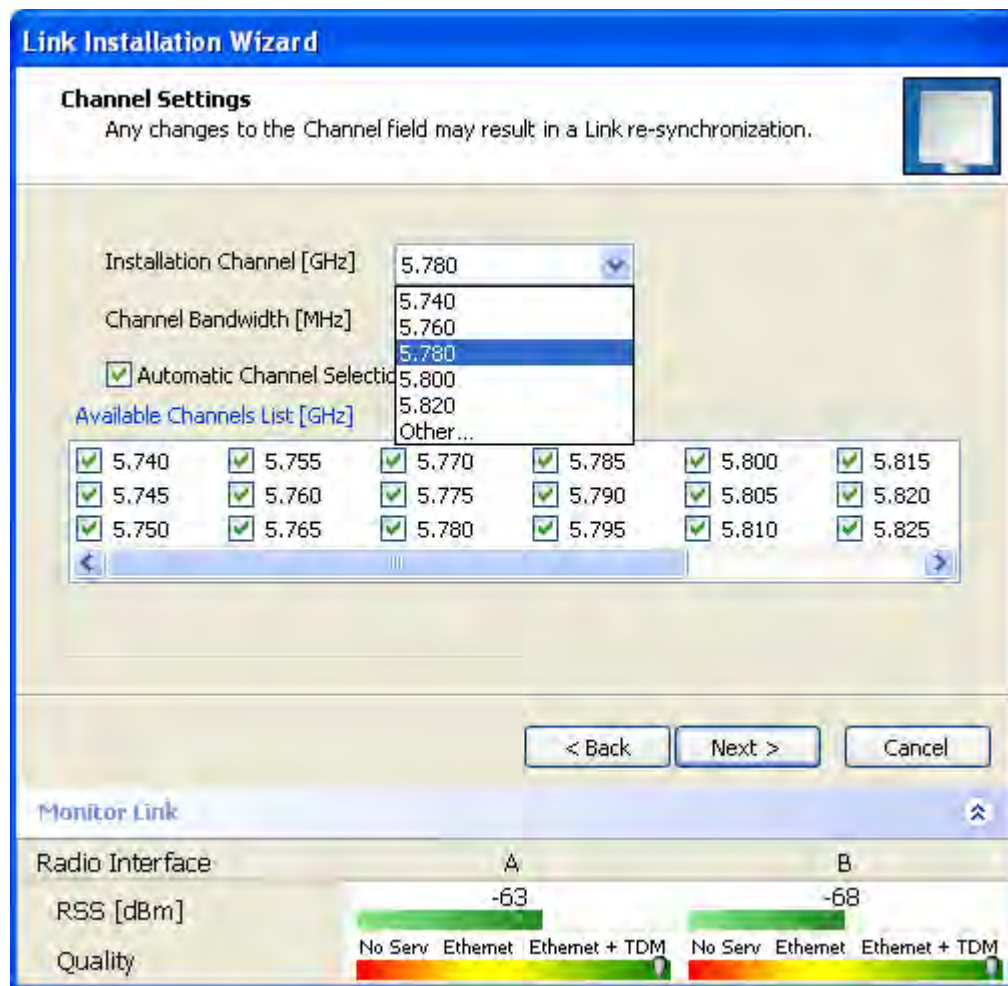 Link Installation Wizard
Channel Settings
Any changes to the Channel field may result in a Link re-synchronization.
Installation Channel [GHz] 5.780
5.740
Channel Bandwidth [MHz] 5.760
5.780
Automatic Channel Selectio 5.800
5.820
Available Channels List [GHz] Other...
5.740 5.755 5.770 5.785 5.800 5.815
5.745 5.760 5.775 5.790 5.805 5.820
5.750 5.765 5.780 5.795 5.810 5.825
< Back Next > Cancel
Monitor Link
Radio Interface A B
RSS [dBm] -63 -68
Quality No Serv Ethernet Ethernet + TDM No Serv Ethernet Ethernet + TDM